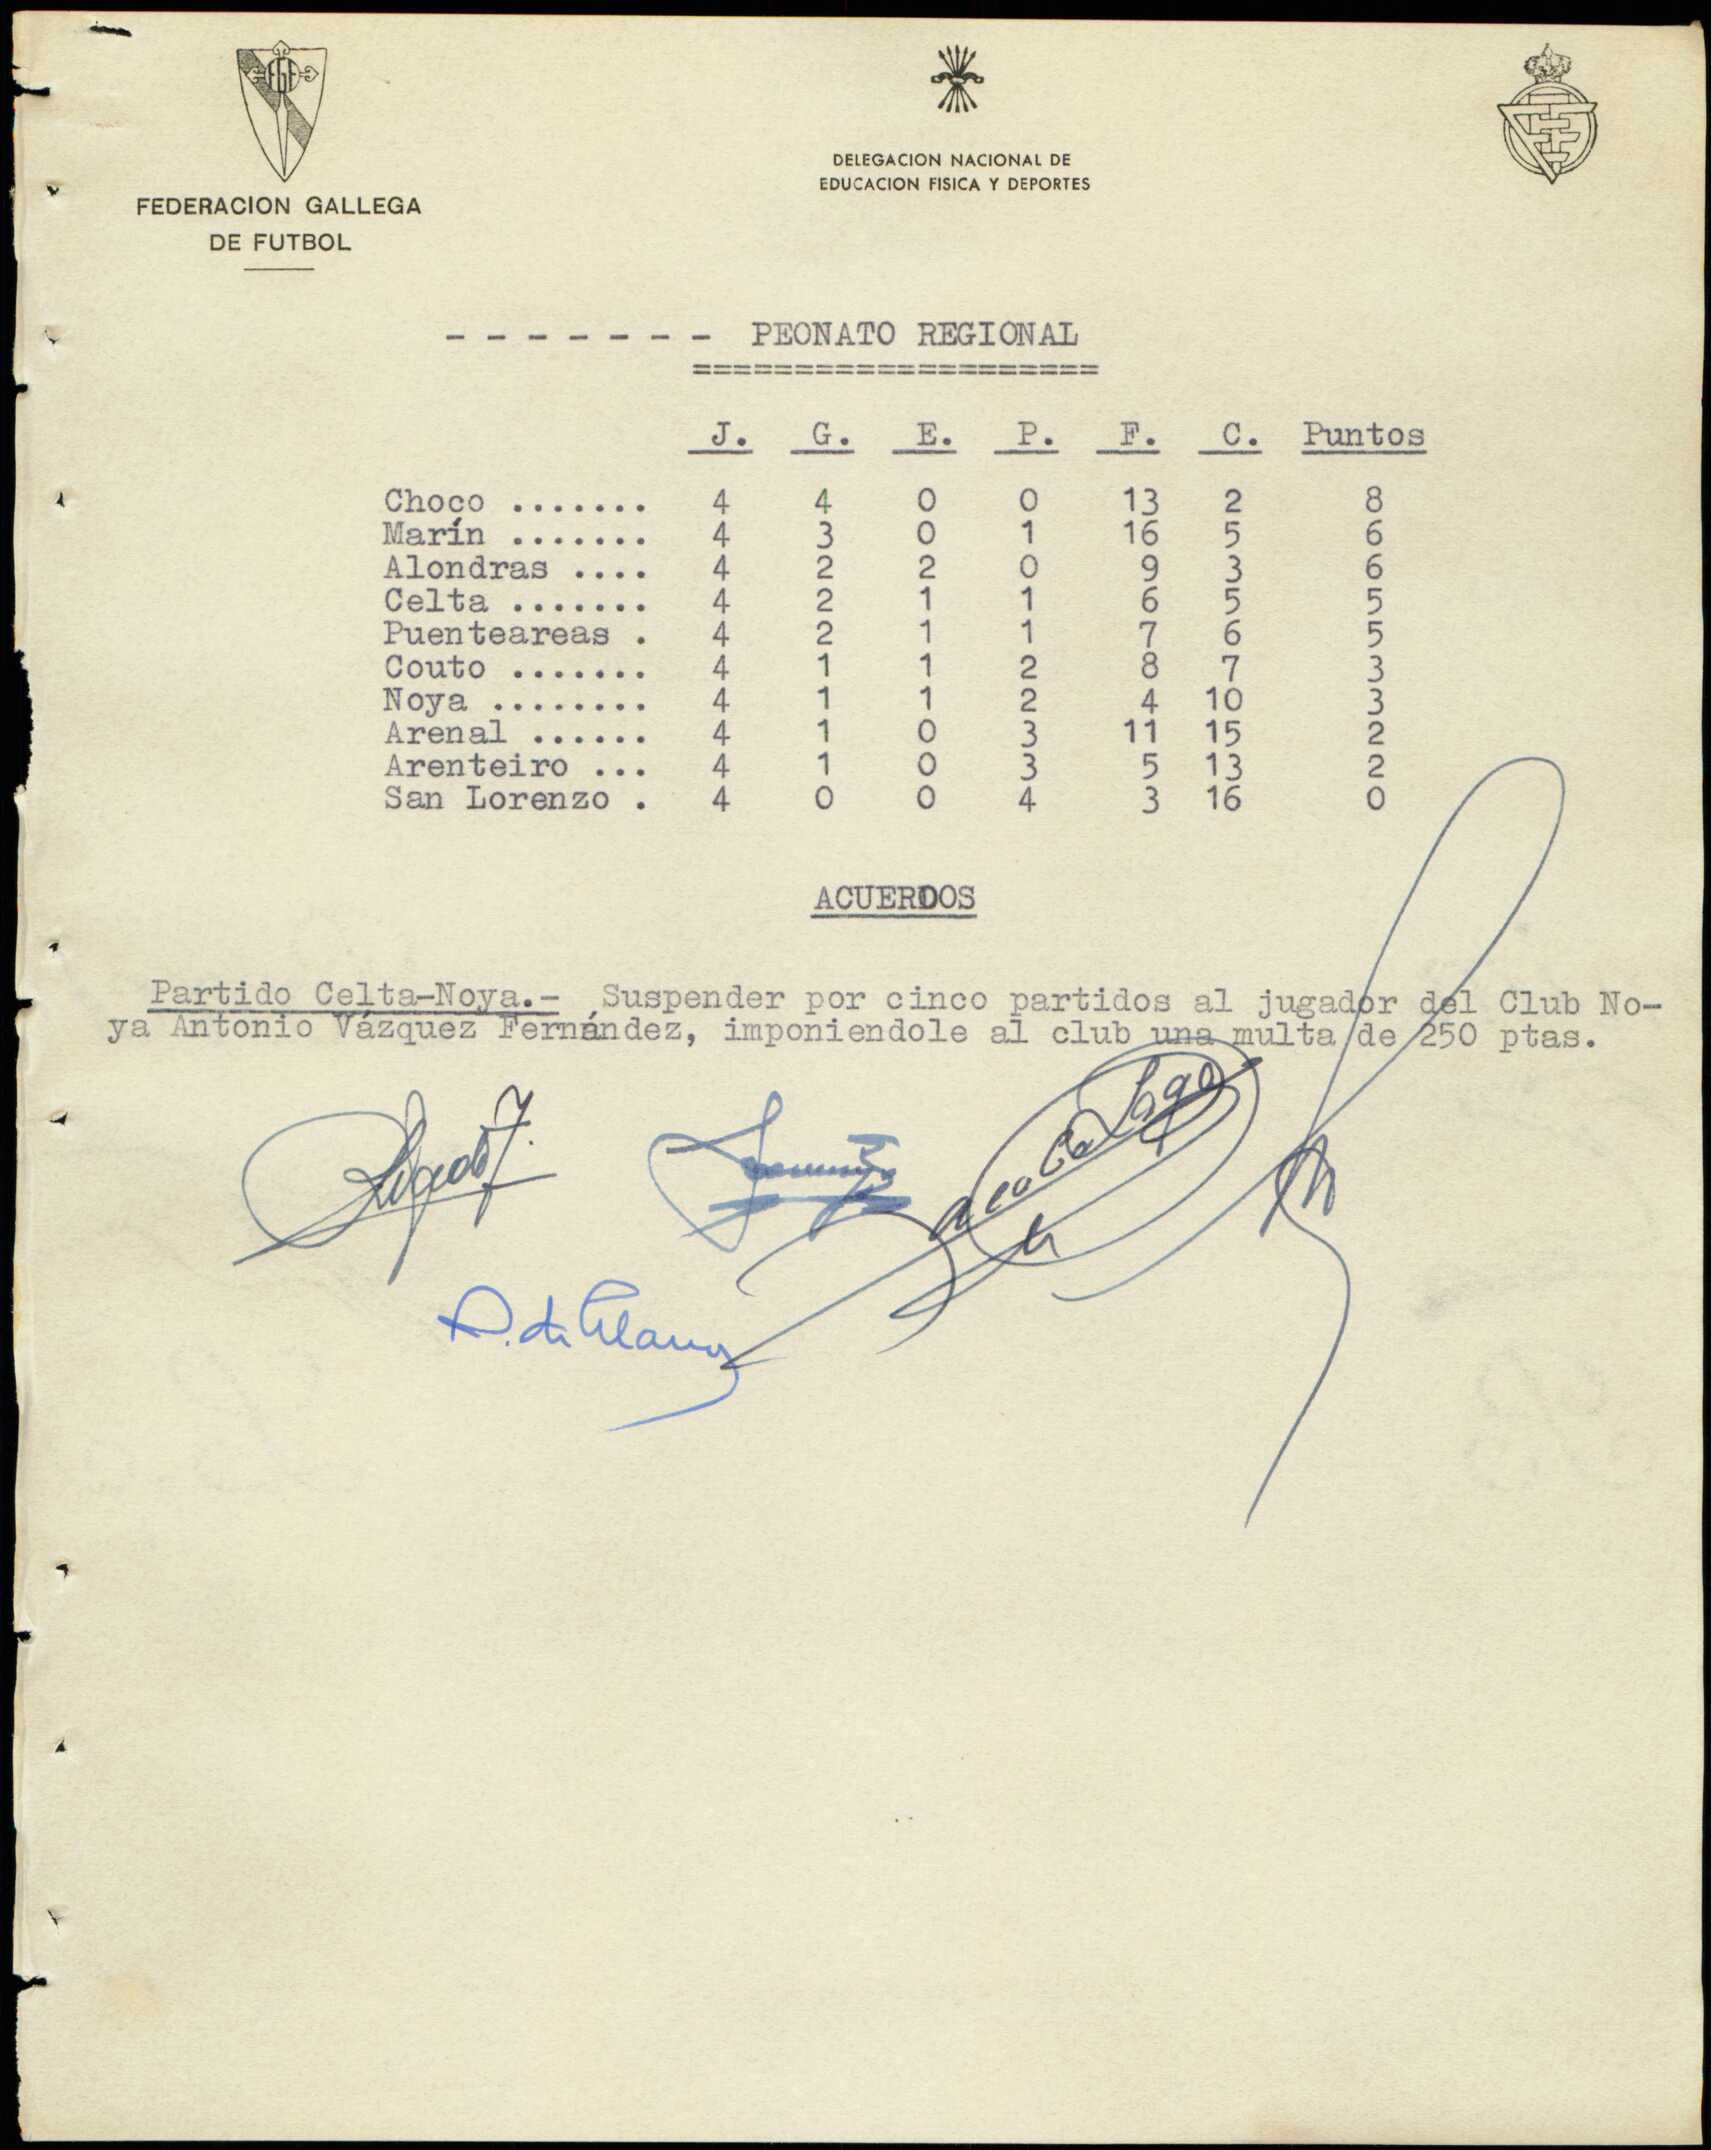 FGF
FEDERACION GALLEGA
DE FUTBOL
DELEGACION NACIONAL DE
EDUCACION FISICA Y DEPORTES
- - - - - - - PEONATO REGIONAL
====================
J. G. E. P. F. C. Puntos
Choco ....... 4 4 0 0 13 2 8
Marín ....... 4 3 0 1 16 5 6
Alondras .... 4 2 2 0 9 3 6
Celta ....... 4 2 1 1 6 5 5
Puenteareas . 4 2 1 1 7 6 5
Couto ....... 4 1 1 2 8 7 3
Noya ........ 4 1 1 2 4 10 3
Arenal ...... 4 1 0 3 11 15 2
Arenteiro ... 4 1 0 3 5 13 2
San Lorenzo . 4 0 0 4 3 16 0
ACUERDOS
Partido Celta-Noya.- Suspender por cinco partidos al jugador del Club No-
ya Antonio Vázquez Fernández, imponiendole al club una multa de 250 ptas.